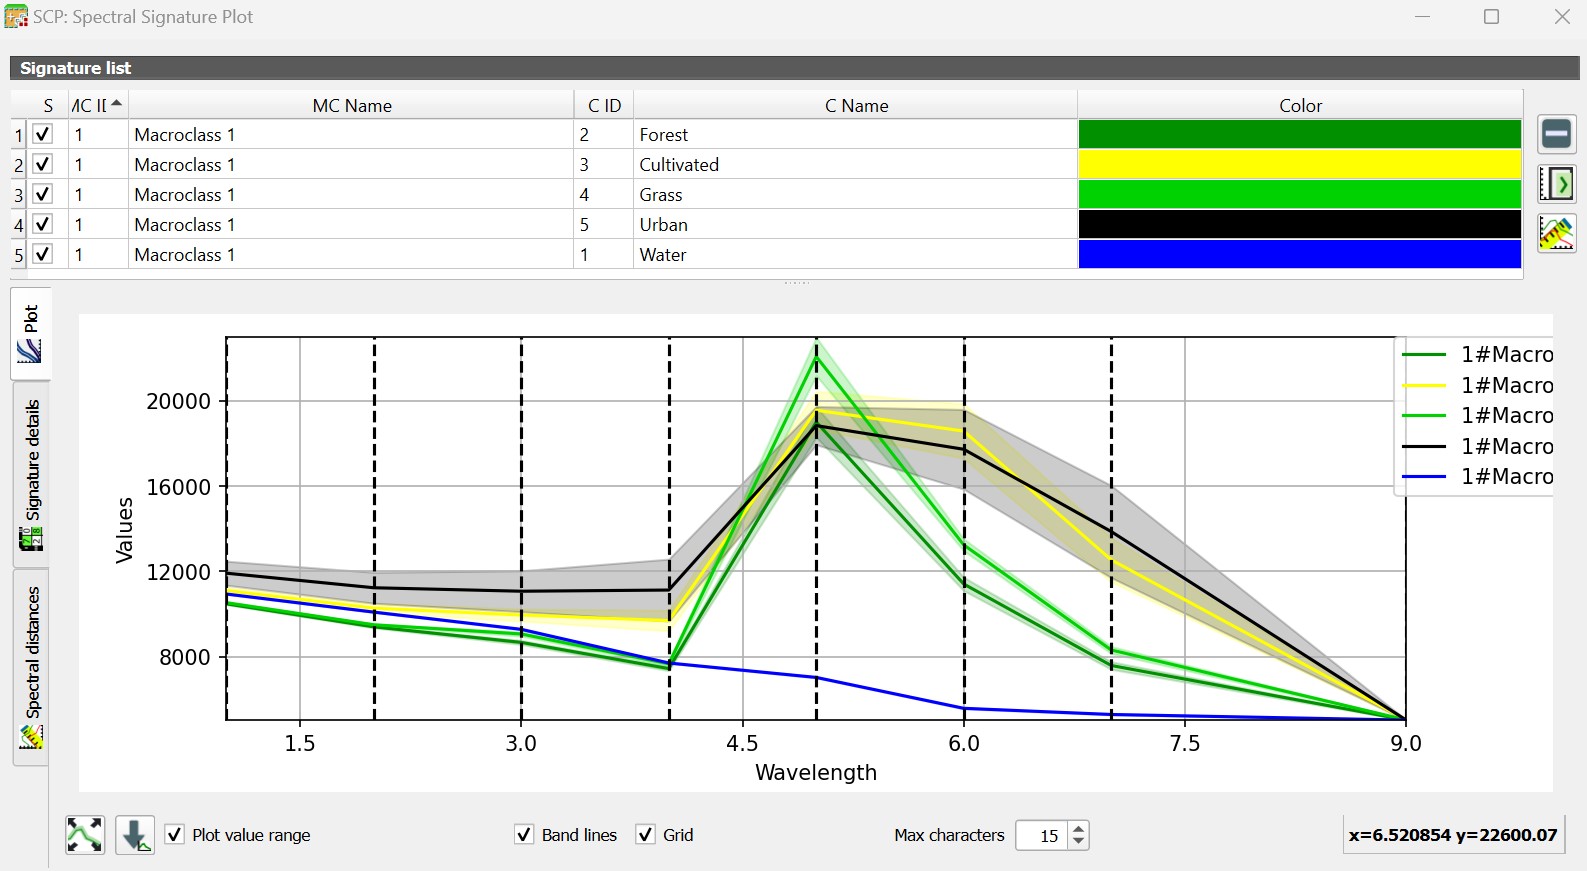 SCP: Spectral Signature Plot
Signature list
S MC ID MC Name C ID C Name Color
1 1 Macroclass 1 2 Forest
2 1 Macroclass 1 3 Cultivated
3 1 Macroclass 1 4 Grass
4 1 Macroclass 1 5 Urban
5 1 Macroclass 1 1 Water
Plot
Signature details
Spectral distances
Values
20000
16000
12000
8000
1.5 3.0 4.5 6.0 7.5 9.0
Wavelength
1#Macro
1#Macro
1#Macro
1#Macro
1#Macro
Plot value range Band lines Grid Max characters 15 x=6.520854 y=22600.07